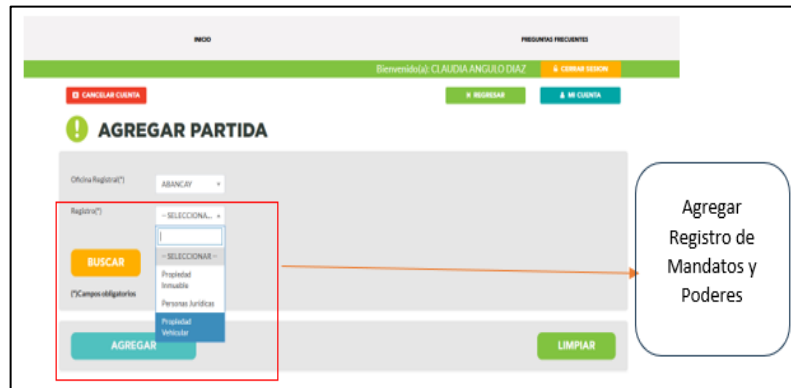 INICIO
PREGUNTAS FRECUENTES
Bienvenido(a): CLAUDIA ANGULO DIAZ
CERRAR SESION
CANCELAR CUENTA
REGRESAR
MI CUENTA
AGREGAR PARTIDA
Oficina Registral(*)
ABANCAY
Registro(*)
-- SELECCIONA...
-- SELECCIONAR --
Propiedad
Inmueble
Personas Jurídicas
Propiedad
Vehicular
BUSCAR
(*)Campos obligatorios
AGREGAR
LIMPIAR
Agregar
Registro de
Mandatos y
Poderes